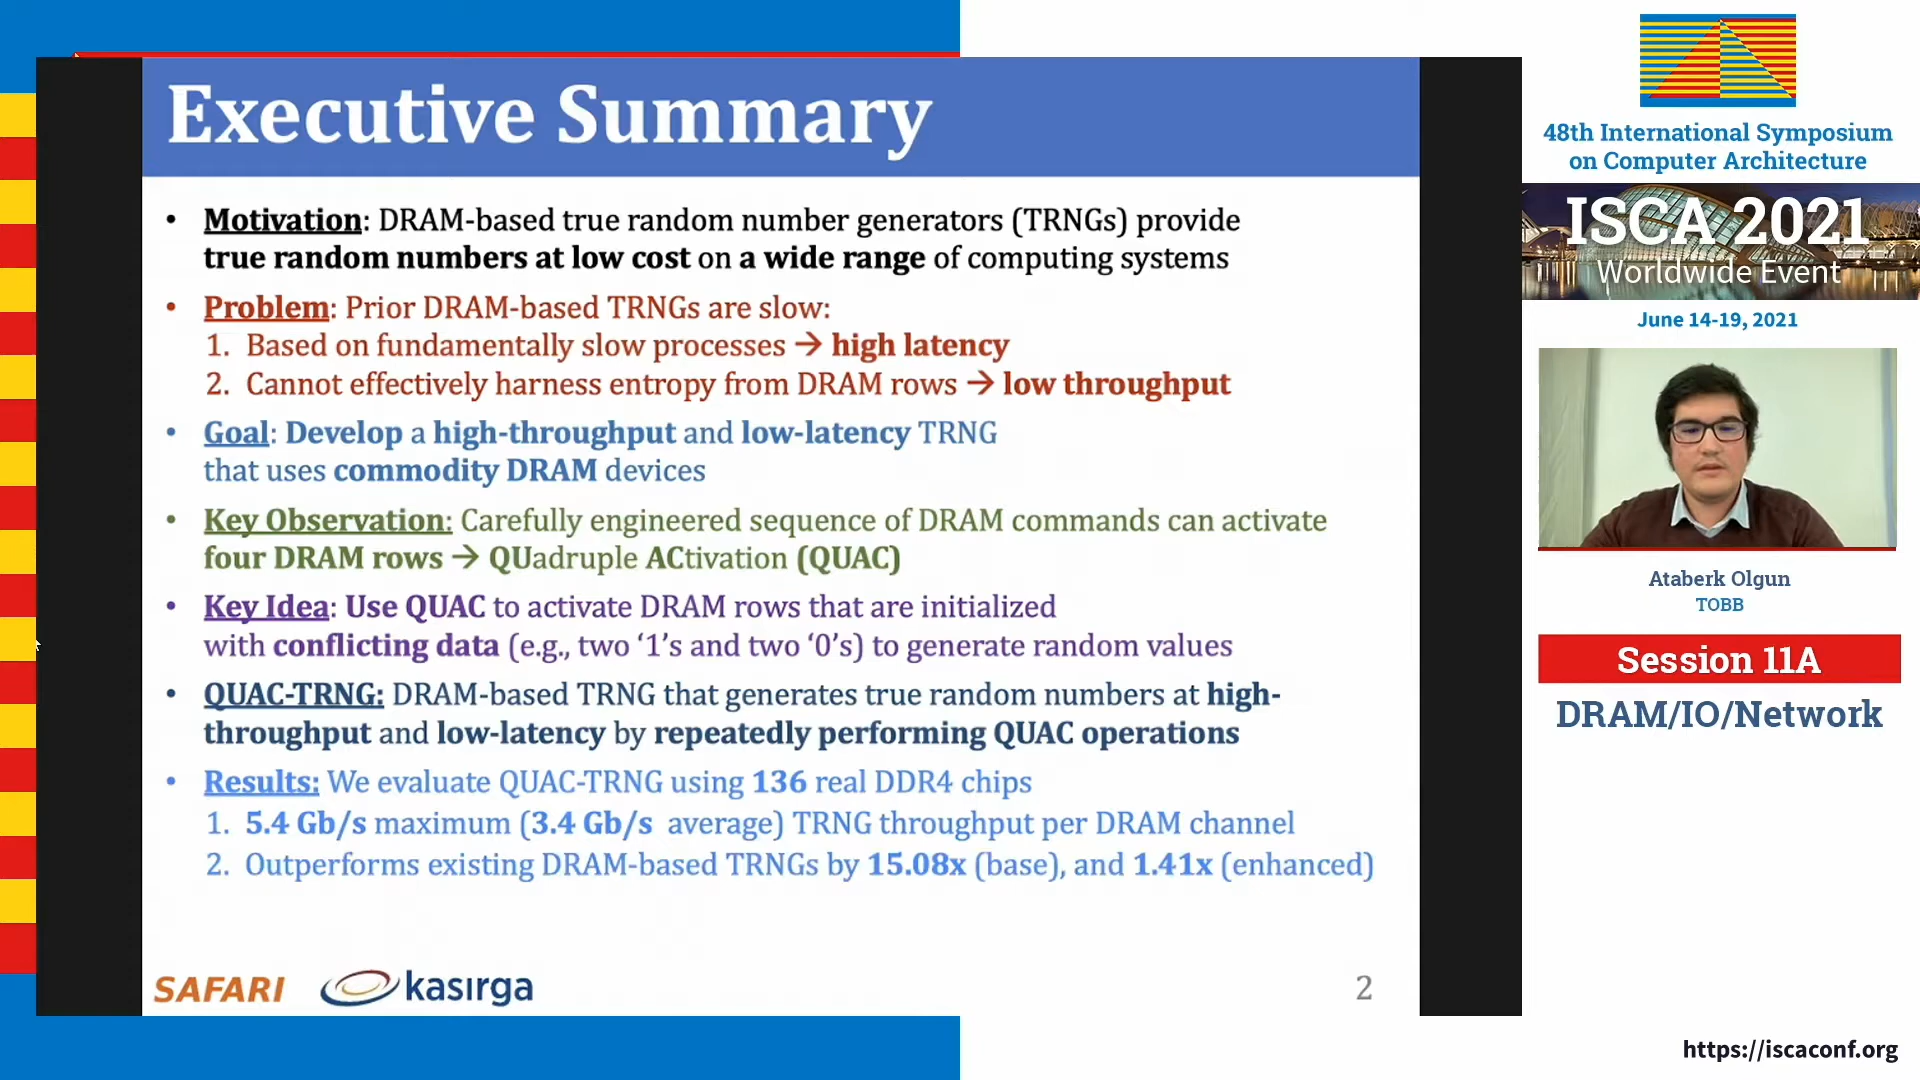 Executive Summary
• Motivation: DRAM-based true random number generators (TRNGs) provide
true random numbers at low cost on a wide range of computing systems
• Problem: Prior DRAM-based TRNGs are slow:
1. Based on fundamentally slow processes → high latency
2. Cannot effectively harness entropy from DRAM rows → low throughput
• Goal: Develop a high-throughput and low-latency TRNG
that uses commodity DRAM devices
• Key Observation: Carefully engineered sequence of DRAM commands can activate
four DRAM rows → QUadruple ACtivation (QUAC)
• Key Idea: Use QUAC to activate DRAM rows that are initialized
with conflicting data (e.g., two ‘1’s and two ‘0’s) to generate random values
• QUAC-TRNG: DRAM-based TRNG that generates true random numbers at high-
throughput and low-latency by repeatedly performing QUAC operations
• Results: We evaluate QUAC-TRNG using 136 real DDR4 chips
1. 5.4 Gb/s maximum (3.4 Gb/s average) TRNG throughput per DRAM channel
2. Outperforms existing DRAM-based TRNGs by 15.08x (base), and 1.41x (enhanced)
SAFARI
kasırga
2
48th International Symposium
on Computer Architecture
ISCA 2021
Worldwide Event
June 14-19, 2021
Ataberk Olgun
TOBB
Session 11A
DRAM/IO/Network
https://iscaconf.org